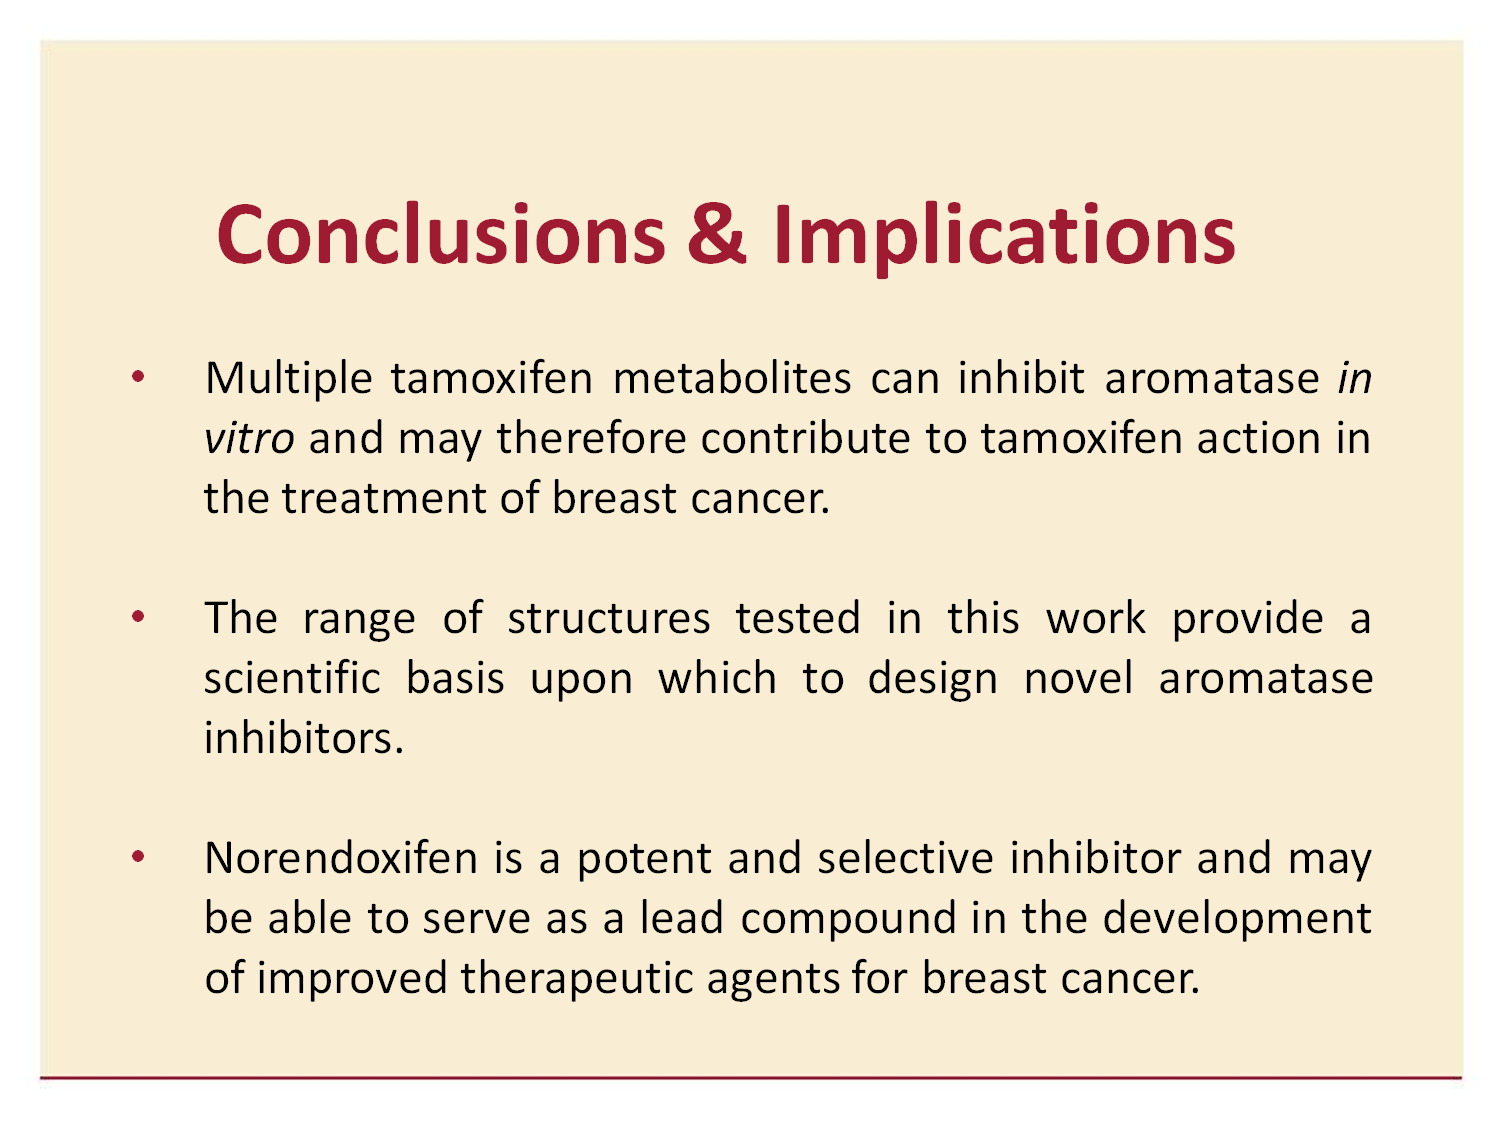 Conclusions & Implications
• Multiple tamoxifen metabolites can inhibit aromatase in
vitro and may therefore contribute to tamoxifen action in
the treatment of breast cancer.
• The range of structures tested in this work provide a
scientific basis upon which to design novel aromatase
inhibitors.
• Norendoxifen is a potent and selective inhibitor and may
be able to serve as a lead compound in the development
of improved therapeutic agents for breast cancer.